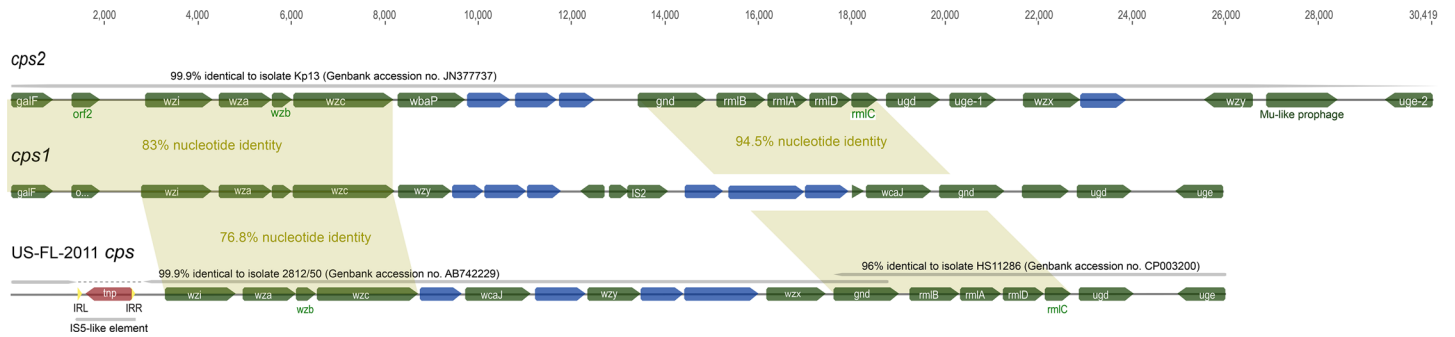 2,000 4,000 6,000 8,000 10,000 12,000 14,000 16,000 18,000 20,000 22,000 24,000 26,000 28,000 30,419
cps2
99.9% identical to isolate Kp13 (Genbank accession no. JN377737)
galF wzi wza wzc wbaP gnd rmlB rmlA rmlD ugd uge-1 wzx wzy uge-2
orf2 wzb rmlC Mu-like prophage
83% nucleotide identity 94.5% nucleotide identity
cps1
galF o... wzi wza wzc wzy IS2 wcaJ gnd ugd uge
76.8% nucleotide identity
US-FL-2011 cps
99.9% identical to isolate 2812/50 (Genbank accession no. AB742229) 96% identical to isolate HS11286 (Genbank accession no. CP003200)
tnp wzi wza wzc wcaJ wzy wzx gnd rmlB rmlA rmlD ugd uge
IRL IRR wzb rmlC
IS5-like element